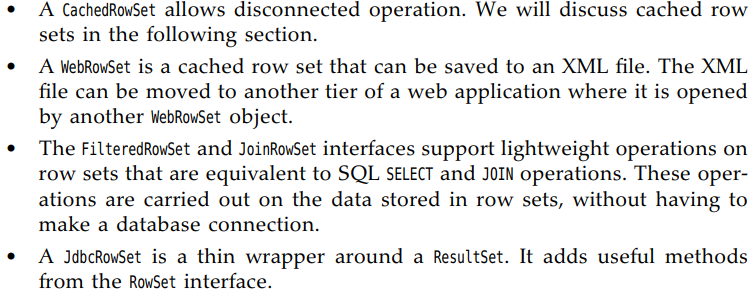 • A CachedRowSet allows disconnected operation. We will discuss cached row
sets in the following section.
• A WebRowSet is a cached row set that can be saved to an XML file. The XML
file can be moved to another tier of a web application where it is opened
by another WebRowSet object.
• The FilteredRowSet and JoinRowSet interfaces support lightweight operations on
row sets that are equivalent to SQL SELECT and JOIN operations. These oper-
ations are carried out on the data stored in row sets, without having to
make a database connection.
• A JdbcRowSet is a thin wrapper around a ResultSet. It adds useful methods
from the RowSet interface.